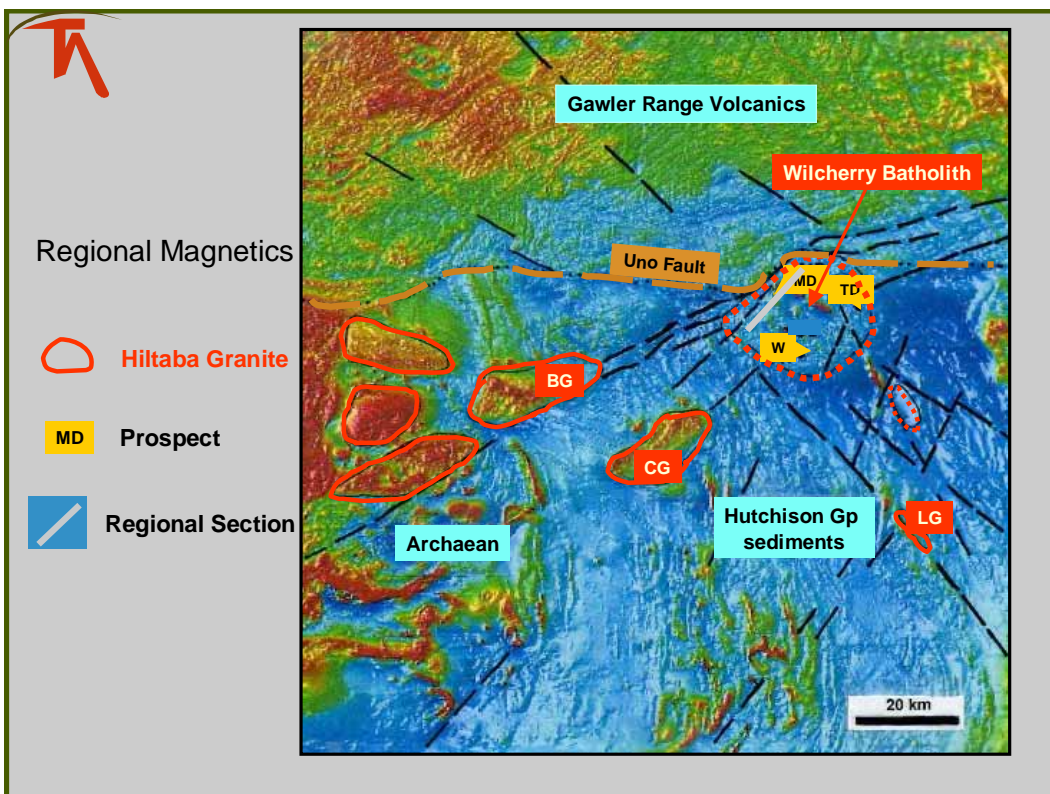 Gawler Range Volcanics
Wilcherry Batholith
Regional Magnetics
Uno Fault
MD
TD
W
Hiltaba Granite
BG
MD
Prospect
CG
Regional Section
Archaean
Hutchison Gp
sediments
LG
20 km